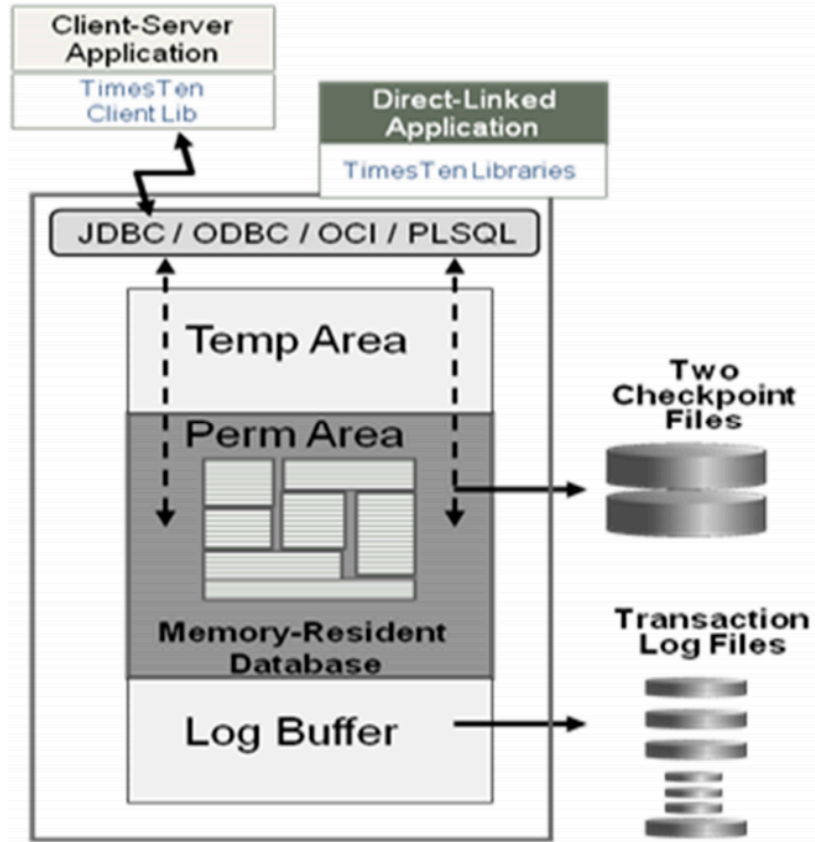 Client-Server
Application
TimesTen
Client Lib
Direct-Linked
Application
TimesTen Libraries
JDBC / ODBC / OCI / PLSQL
Temp Area
Perm Area
Memory-Resident
Database
Log Buffer
Two
Checkpoint
Files
Transaction
Log Files